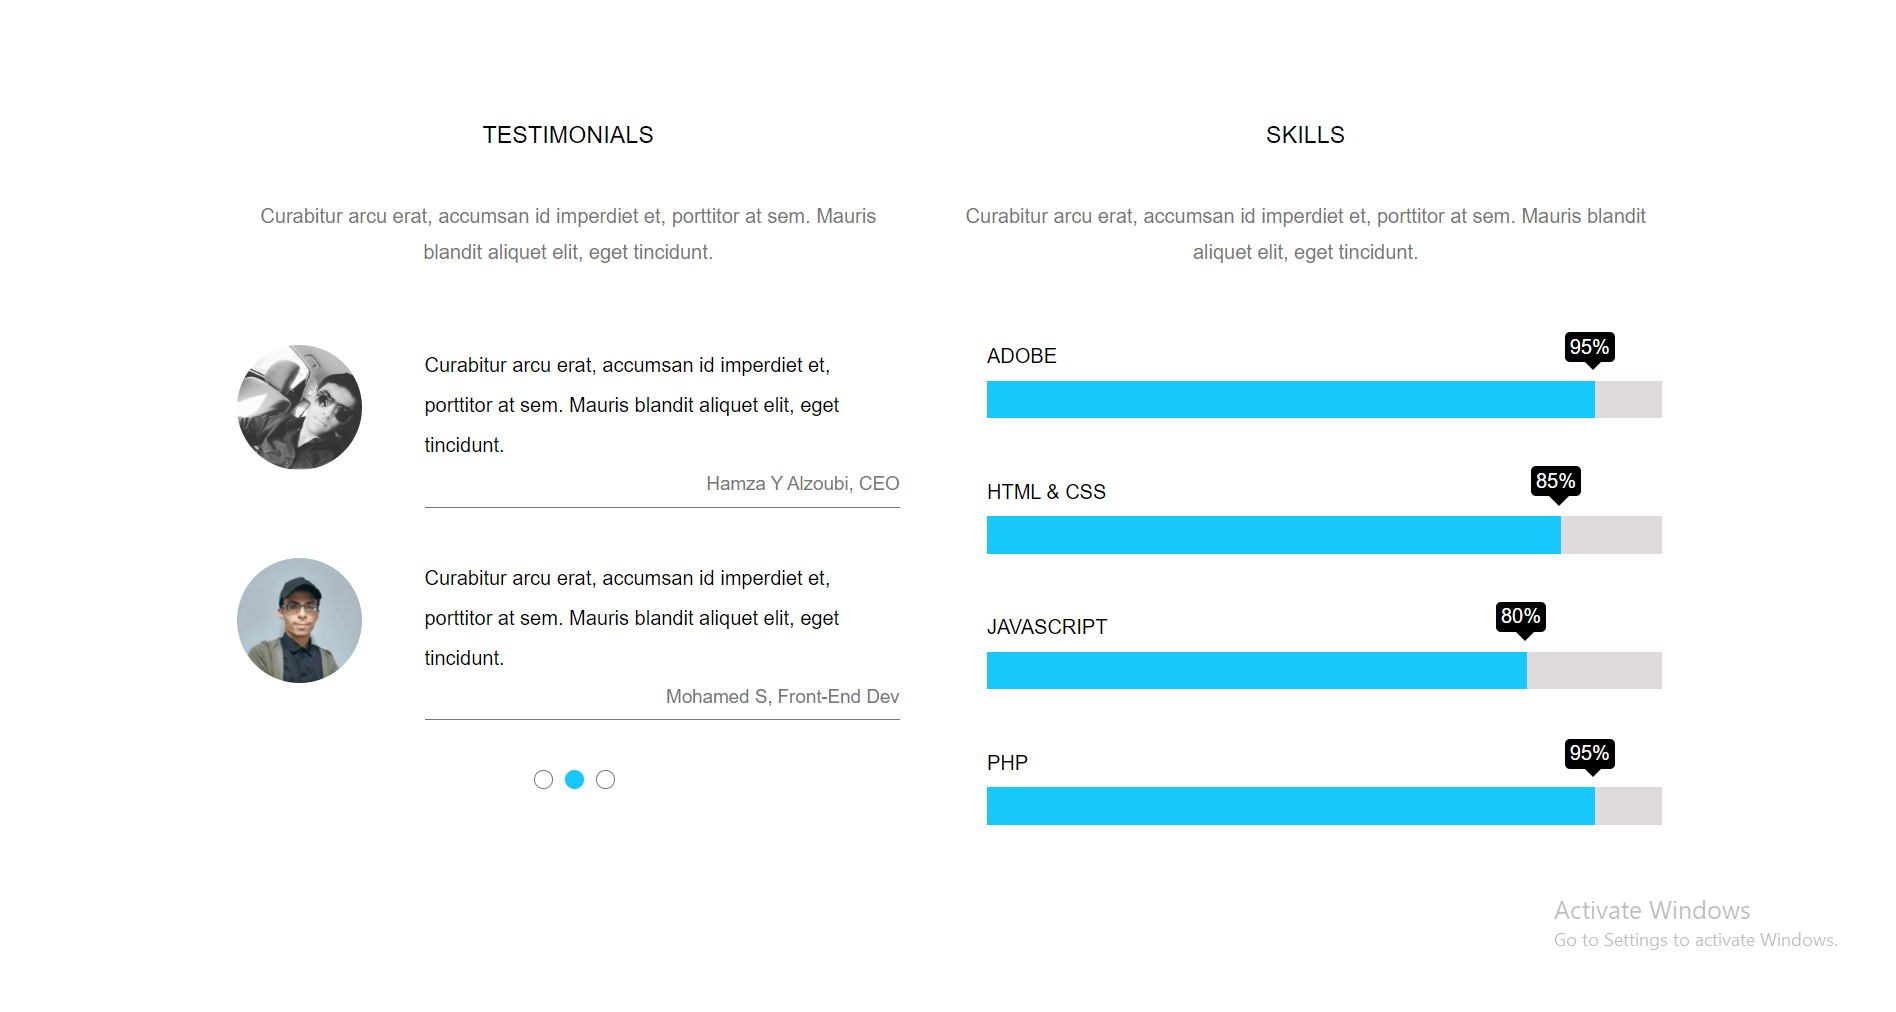 TESTIMONIALS
Curabitur arcu erat, accumsan id imperdiet et, porttitor at sem. Mauris
blandit aliquet elit, eget tincidunt.
Curabitur arcu erat, accumsan id imperdiet et,
porttitor at sem. Mauris blandit aliquet elit, eget
tincidunt.
Hamza Y Alzoubi, CEO
Curabitur arcu erat, accumsan id imperdiet et,
porttitor at sem. Mauris blandit aliquet elit, eget
tincidunt.
Mohamed S, Front-End Dev
SKILLS
Curabitur arcu erat, accumsan id imperdiet et, porttitor at sem. Mauris blandit
aliquet elit, eget tincidunt.
ADOBE
95%
HTML & CSS
85%
JAVASCRIPT
80%
PHP
95%
Activate Windows
Go to Settings to activate Windows.